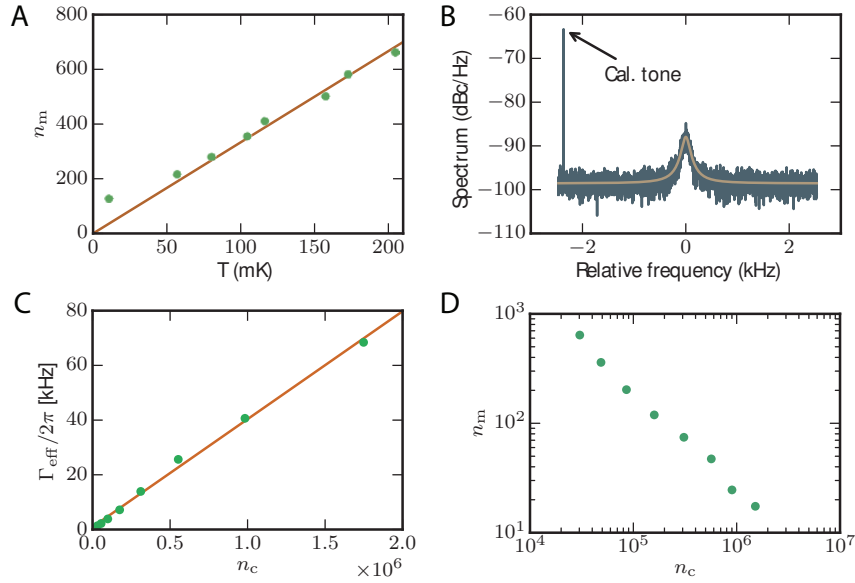 A
800
600
400
200
0
n_m
0
50
100
150
200
T (mK)
B
−60
−70
−80
−90
−100
−110
Spectrum (dBc/Hz)
Cal. tone
−2
0
2
Relative frequency (kHz)
C
80
60
40
20
0
Γ_eff/2π [kHz]
0.0
0.5
1.0
1.5
2.0
n_c
×10^6
D
10^3
10^2
10^1
n_m
10^4
10^5
10^6
10^7
n_c